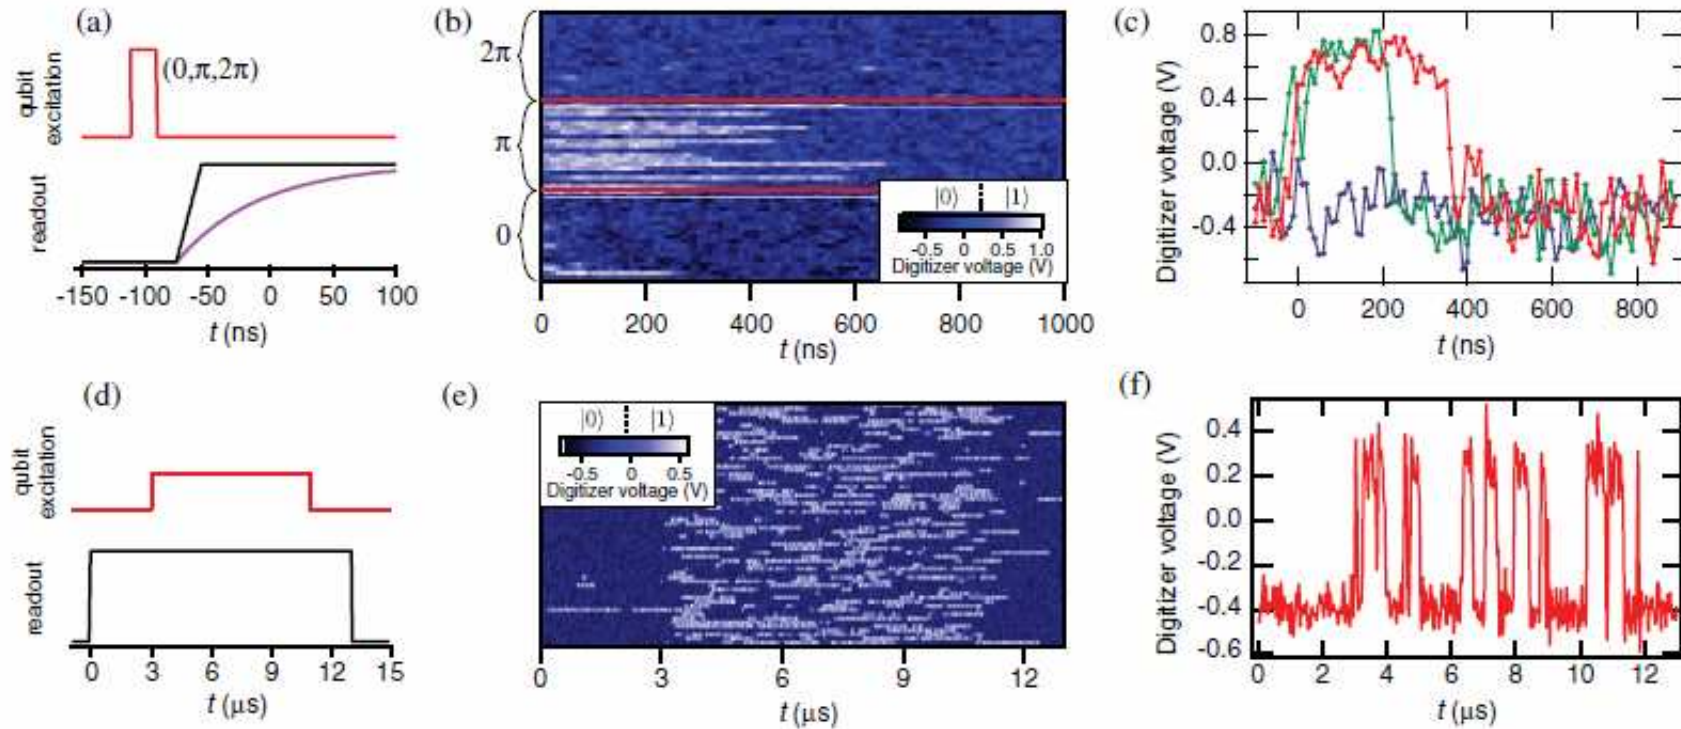 (a)
qubit
excitation
(0,π,2π)
readout
-150 -100 -50 0 50 100
t (ns)
(b)
2π
π
0
|0⟩ |1⟩
-0.5 0 0.5 1.0
Digitizer voltage (V)
0 200 400 600 800 1000
t (ns)
(c)
Digitizer voltage (V)
0.8
0.4
0.0
-0.4
0 200 400 600 800
t (ns)
(d)
qubit
excitation
readout
0 3 6 9 12 15
t (μs)
(e)
|0⟩ |1⟩
-0.5 0 0.5
Digitizer voltage (V)
0 3 6 9 12
t (μs)
(f)
Digitizer voltage (V)
0.4
0.2
0.0
-0.2
-0.4
-0.6
0 2 4 6 8 10 12
t (μs)